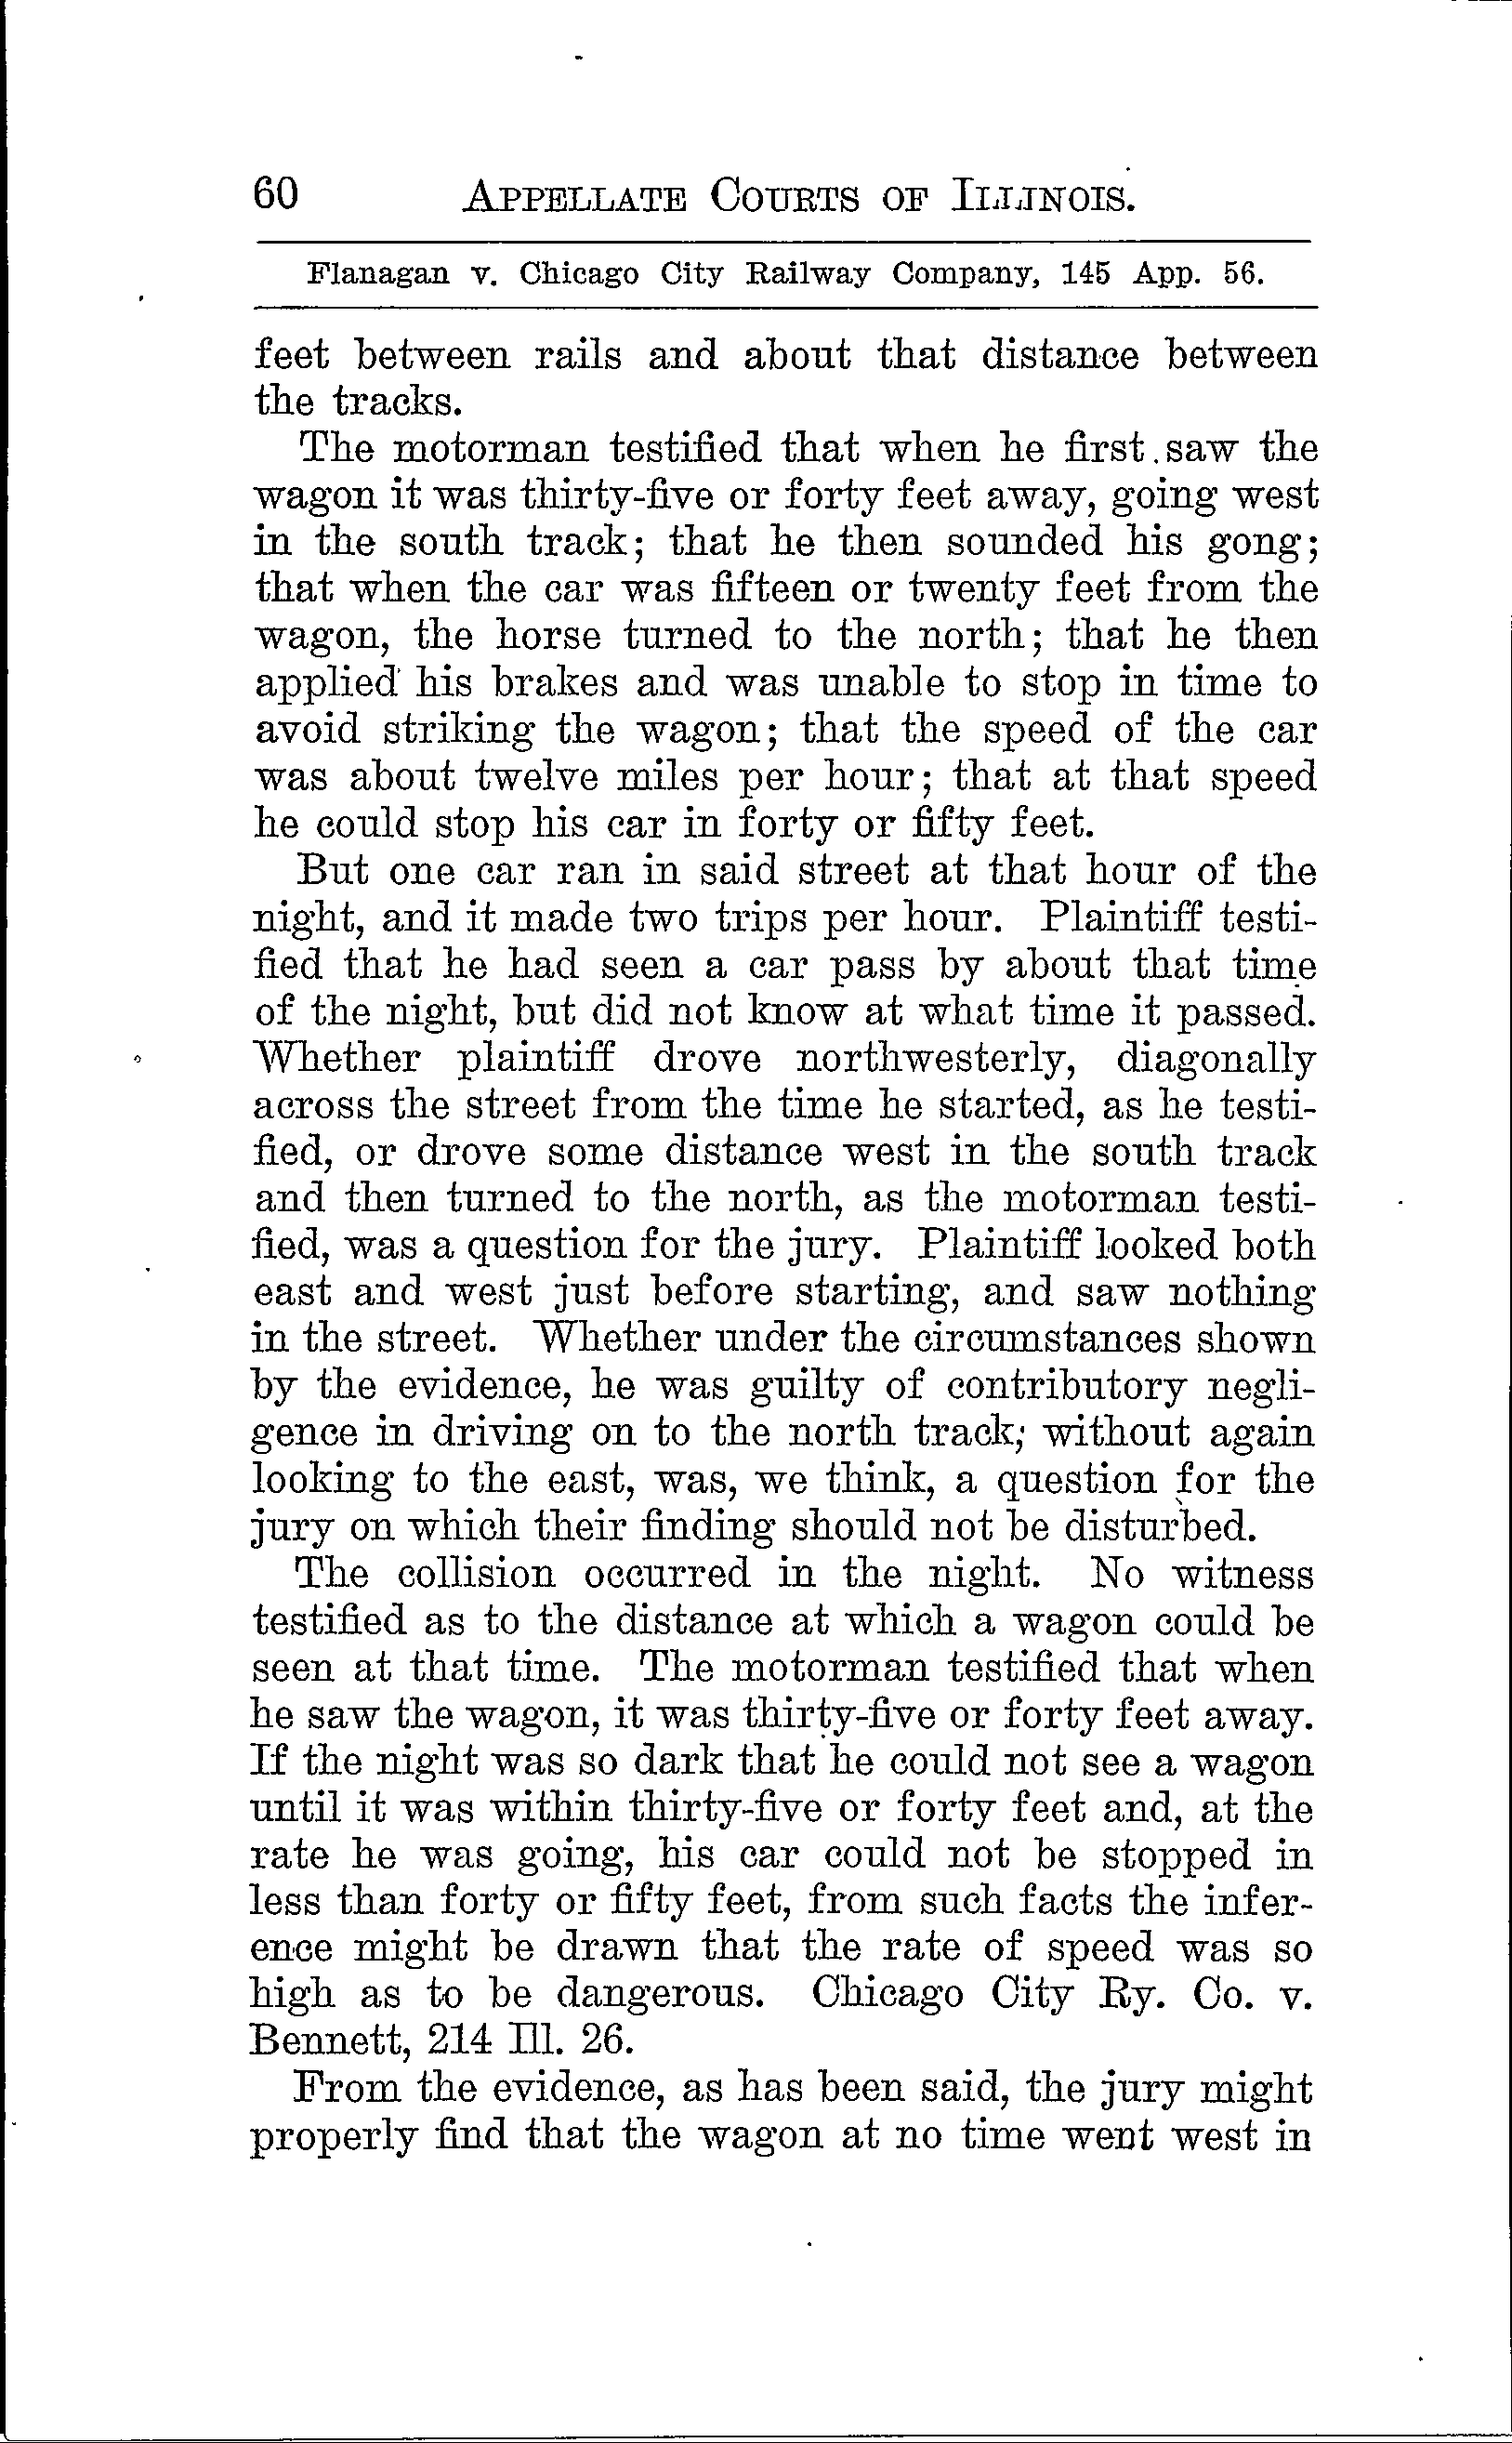 60 APPELLATE COURTS OF ILLINOIS.
Flanagan v. Chicago City Railway Company, 145 App. 56.
feet between rails and about that distance between
the tracks.
The motorman testified that when he first saw the
wagon it was thirty-five or forty feet away, going west
in the south track; that he then sounded his gong;
that when the car was fifteen or twenty feet from the
wagon, the horse turned to the north; that he then
applied his brakes and was unable to stop in time to
avoid striking the wagon; that the speed of the car
was about twelve miles per hour; that at that speed
he could stop his car in forty or fifty feet.
But one car ran in said street at that hour of the
night, and it made two trips per hour. Plaintiff testi-
fied that he had seen a car pass by about that time
of the night, but did not know at what time it passed.
Whether plaintiff drove northwesterly, diagonally
across the street from the time he started, as he testi-
fied, or drove some distance west in the south track
and then turned to the north, as the motorman testi-
fied, was a question for the jury. Plaintiff looked both
east and west just before starting, and saw nothing
in the street. Whether under the circumstances shown
by the evidence, he was guilty of contributory negli-
gence in driving on to the north track, without again
looking to the east, was, we think, a question for the
jury on which their finding should not be disturbed.
The collision occurred in the night. No witness
testified as to the distance at which a wagon could be
seen at that time. The motorman testified that when
he saw the wagon, it was thirty-five or forty feet away.
If the night was so dark that he could not see a wagon
until it was within thirty-five or forty feet and, at the
rate he was going, his car could not be stopped in
less than forty or fifty feet, from such facts the infer-
ence might be drawn that the rate of speed was so
high as to be dangerous. Chicago City Ry. Co. v.
Bennett, 214 Ill. 26.
From the evidence, as has been said, the jury might
properly find that the wagon at no time went west in